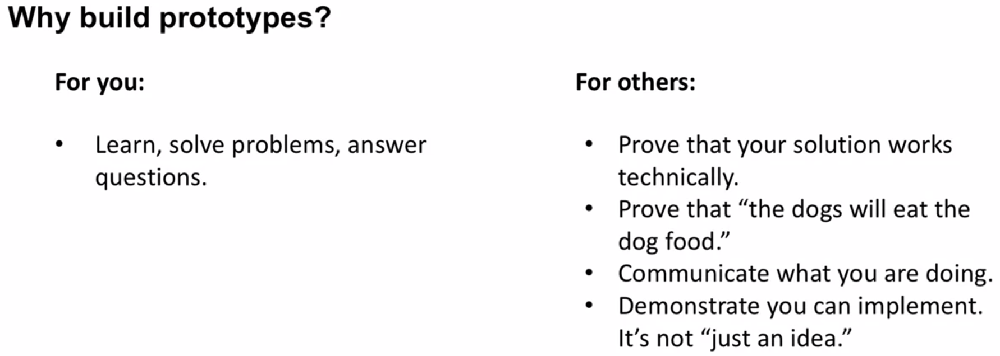 Why build prototypes?
For you:
• Learn, solve problems, answer
questions.
For others:
• Prove that your solution works
technically.
• Prove that “the dogs will eat the
dog food.”
• Communicate what you are doing.
• Demonstrate you can implement.
It’s not “just an idea.”